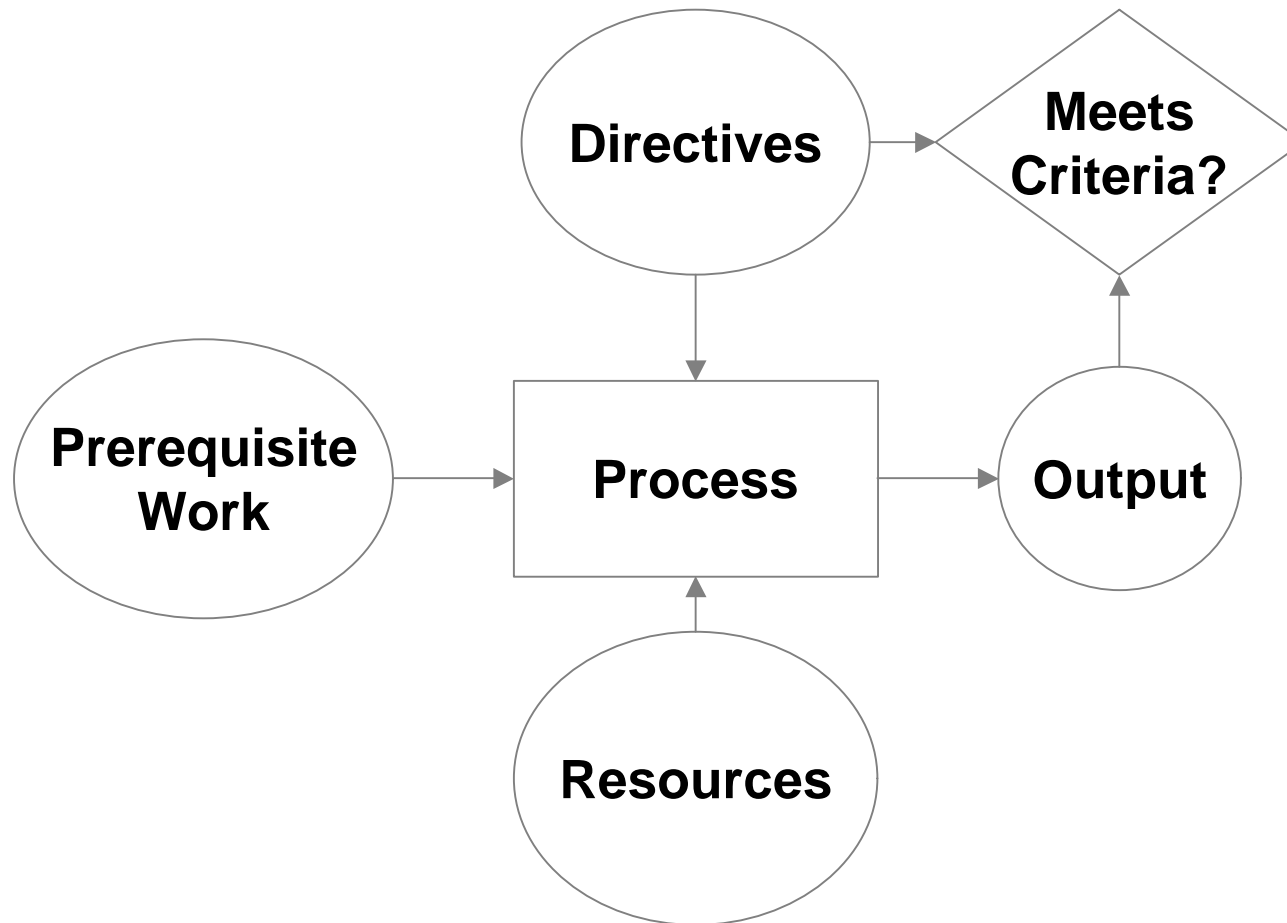 Directives
Meets
Criteria?
Prerequisite
Work
Process
Output
Resources